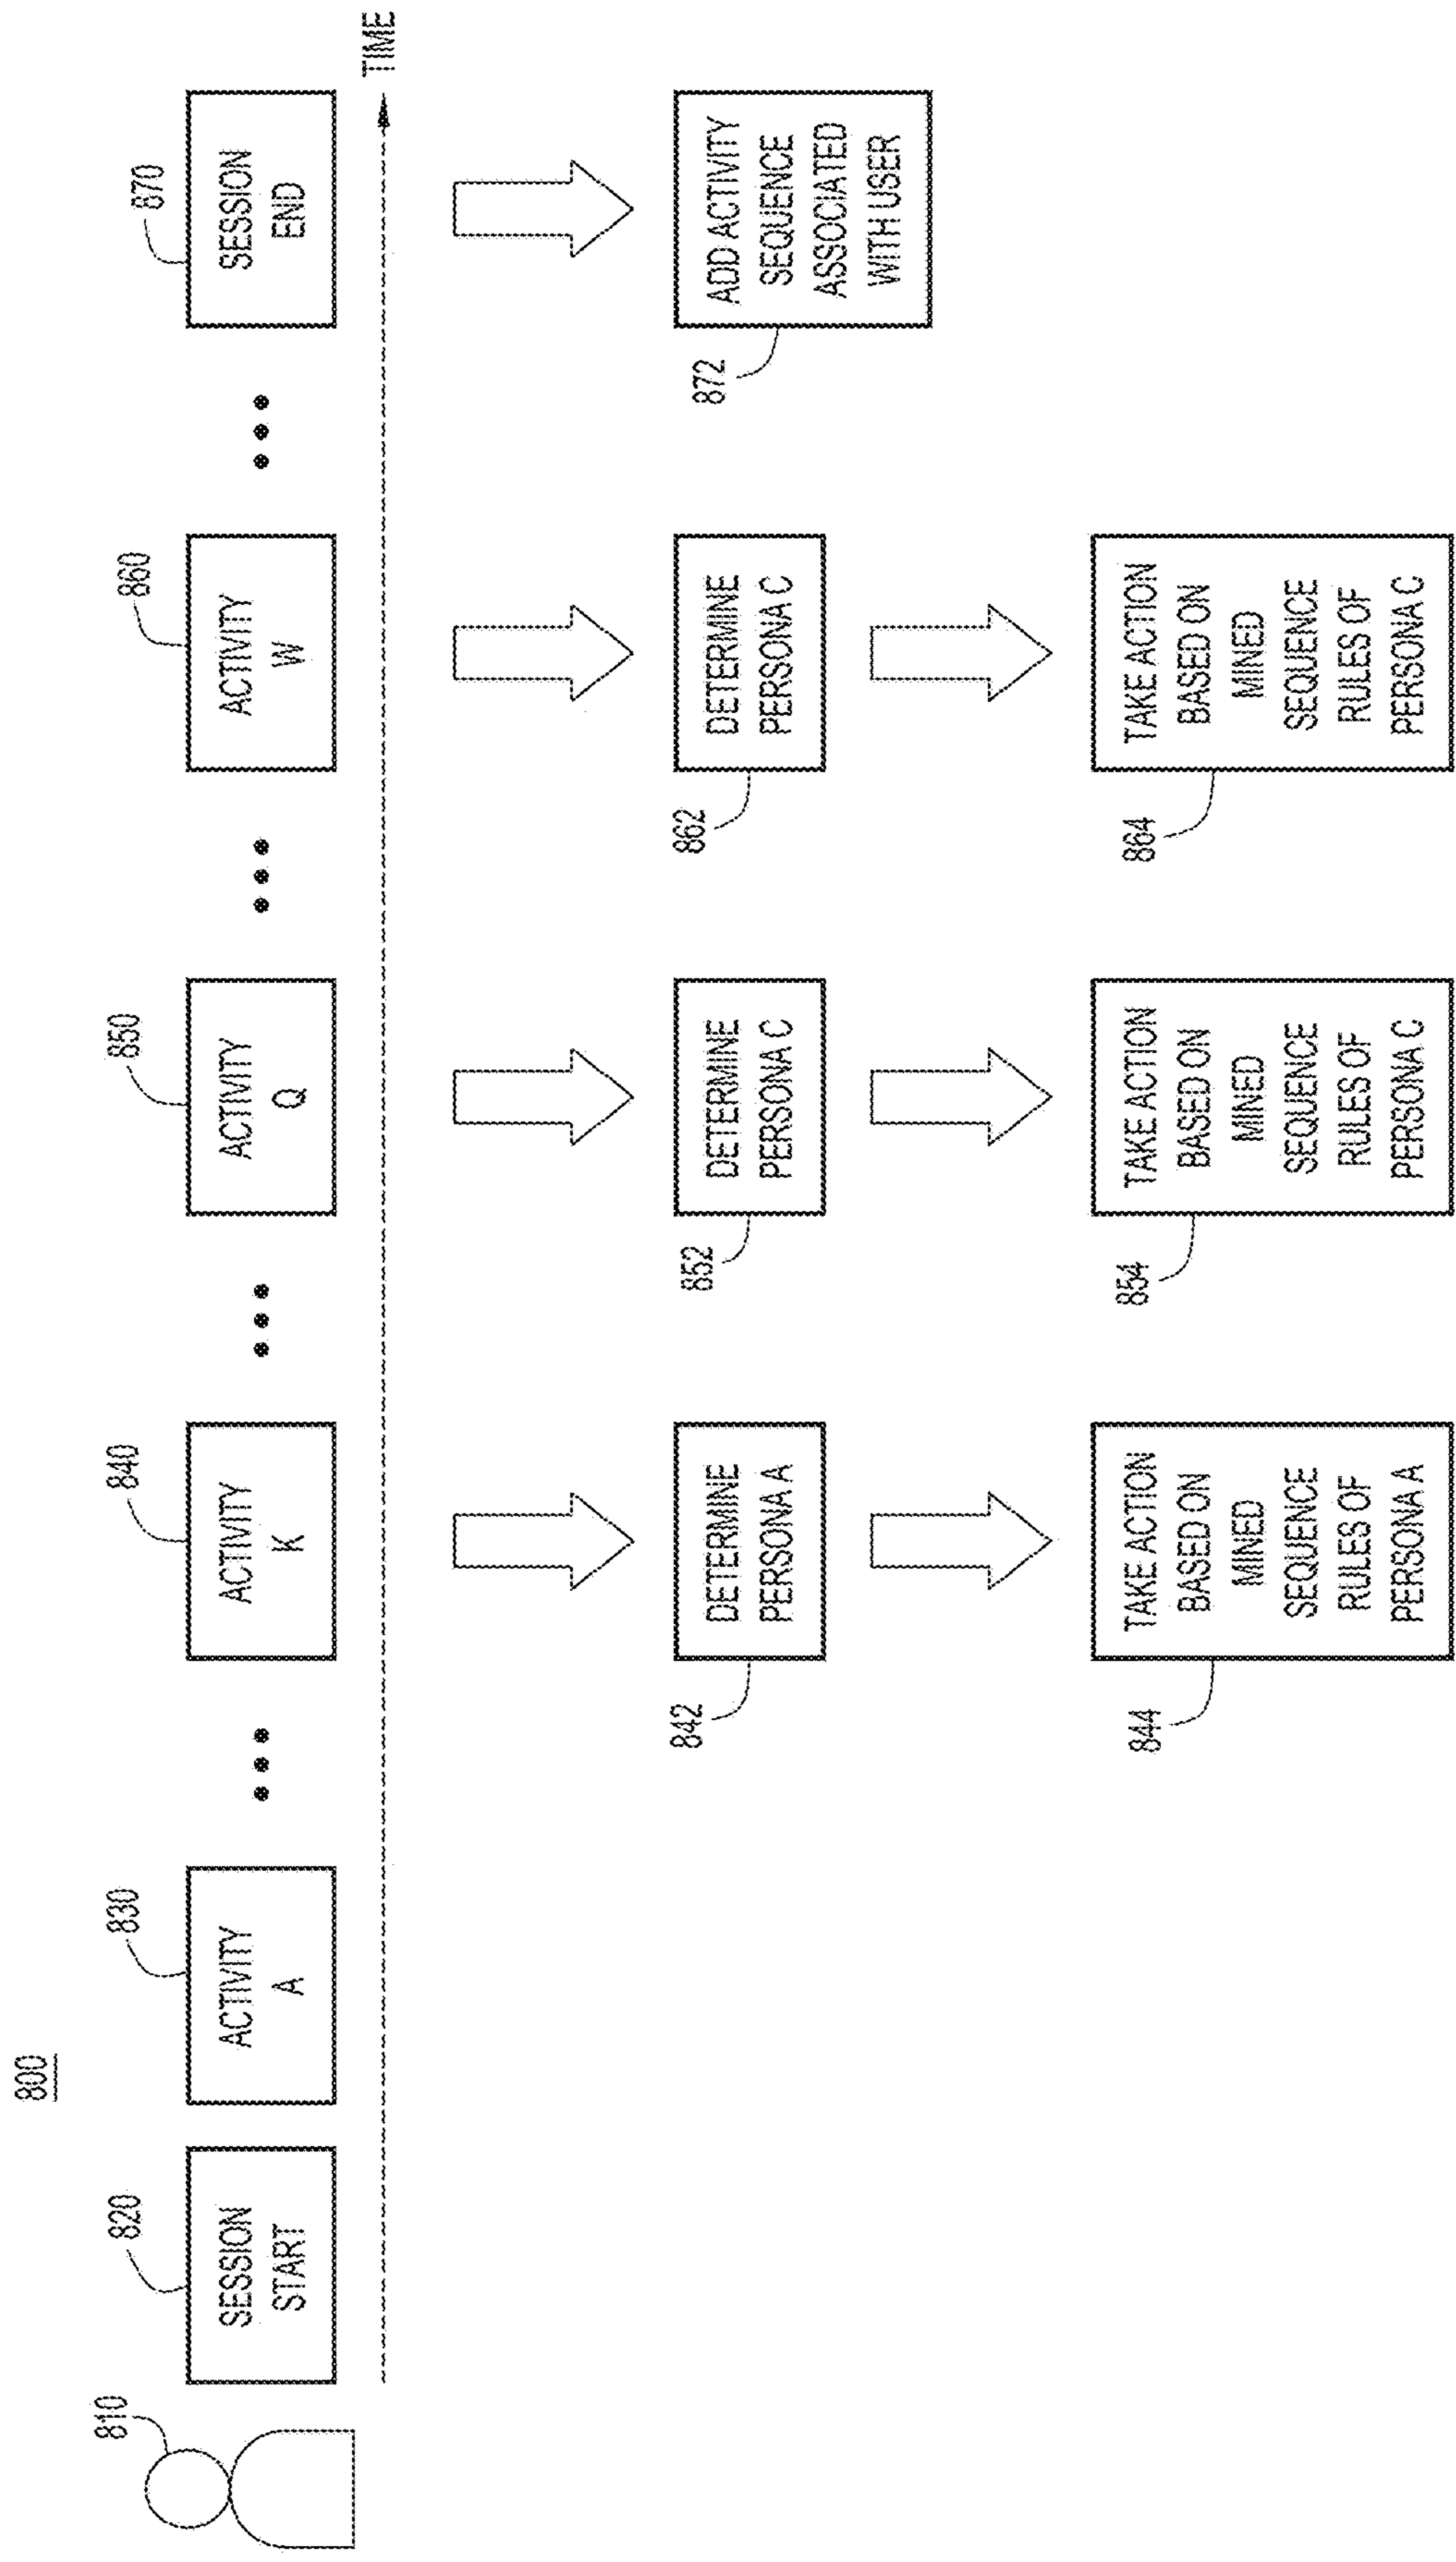 800
810
820
SESSION
START
830
ACTIVITY
A
840
ACTIVITY
K
850
ACTIVITY
Q
860
ACTIVITY
W
870
SESSION
END
TIME
842
DETERMINE
PERSONA A
852
DETERMINE
PERSONA C
862
DETERMINE
PERSONA C
872
ADD ACTIVITY
SEQUENCE
ASSOCIATED
WITH USER
844
TAKE ACTION
BASED ON
MINED
SEQUENCE
RULES OF
PERSONA A
854
TAKE ACTION
BASED ON
MINED
SEQUENCE
RULES OF
PERSONA C
864
TAKE ACTION
BASED ON
MINED
SEQUENCE
RULES OF
PERSONA C